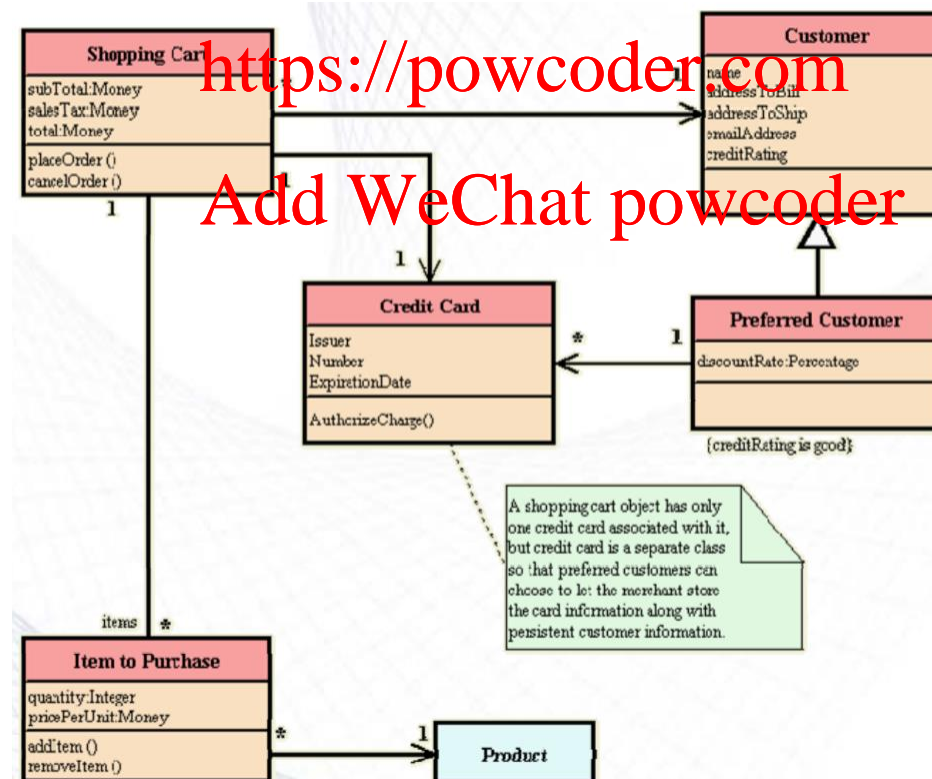 Shopping Cart
subTotal:Money
salesTax:Money
total:Money
placeOrder ()
cancelOrder ()
https://powcoder.com
Add WeChat powcoder
Customer
name
addressToBill
addressToShip
emailAddress
creditRating
1
1
1
1
Credit Card
Issuer
Number
ExpirationDate
AuthorizeCharge()
*
1
Preferred Customer
discountRate:Percentage
{creditRating is good}
A shopping cart object has only
one credit card associated with it,
but credit card is a separate class
so that preferred customers can
choose to let the merchant store
the card information along with
persistent customer information.
items *
Item to Purchase
quantity:Integer
pricePerUnit:Money
addItem ()
removeItem ()
*
1
Product